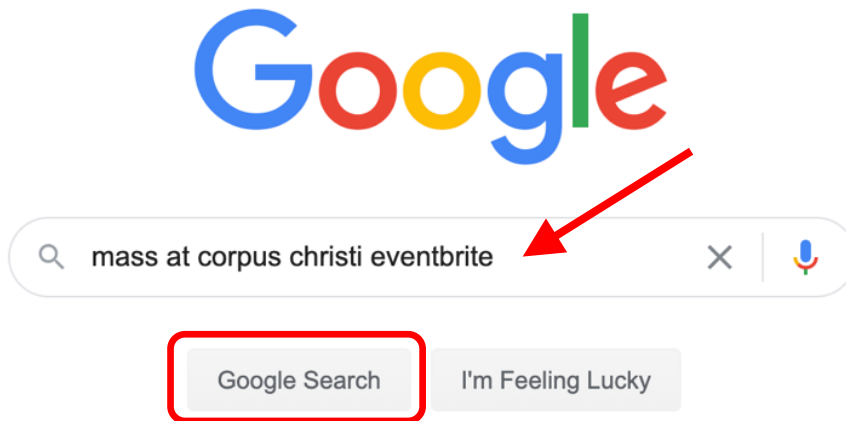 Google
mass at corpus christi eventbrite
Google Search
I'm Feeling Lucky